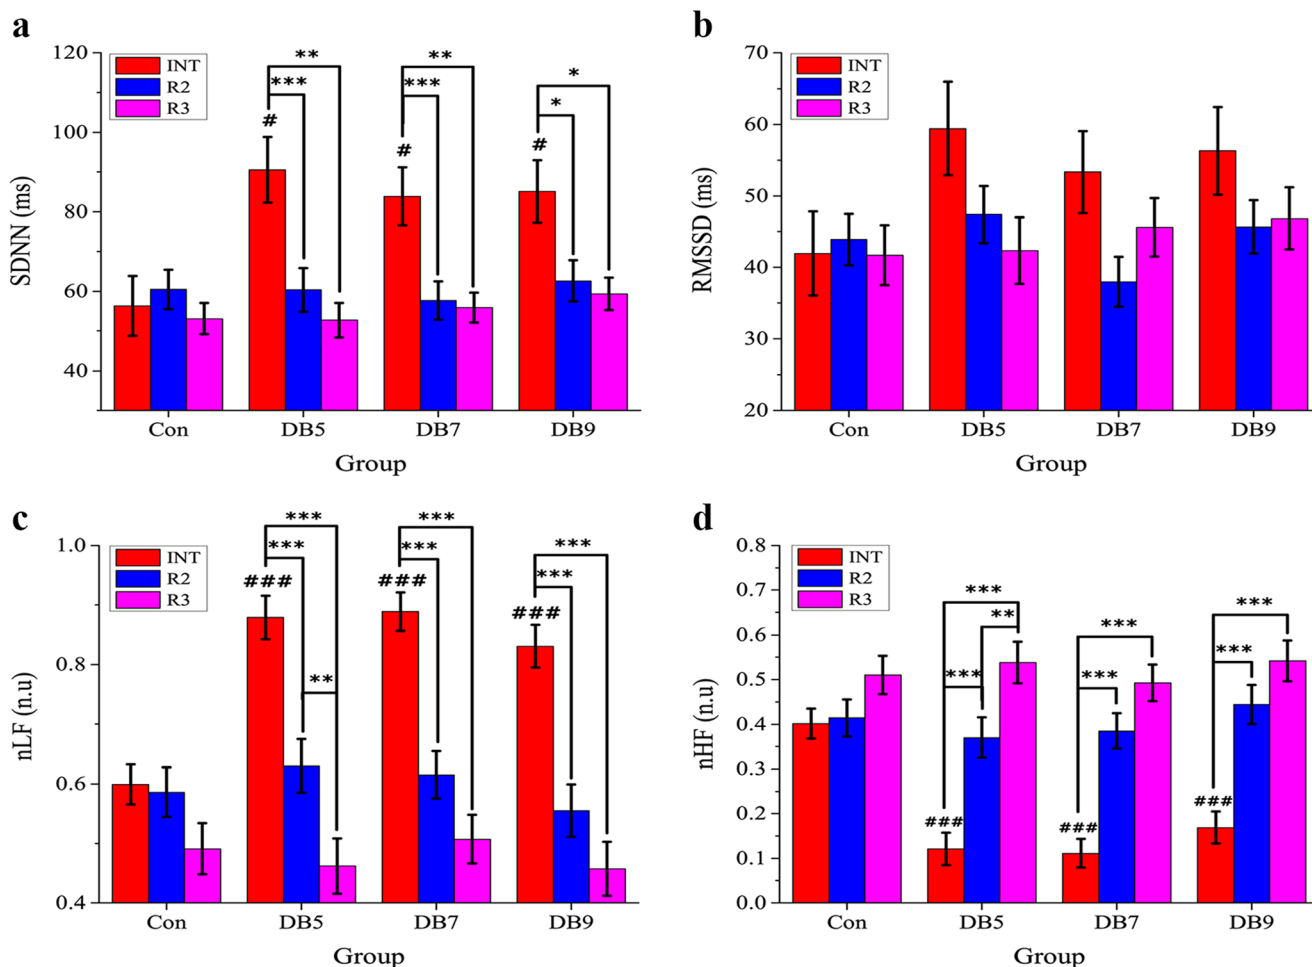 a
120
100
80
60
40
SDNN (ms)
INT
R2
R3
#
***
**
#
***
**
#
*
*
Con DB5 DB7 DB9
Group
b
70
60
50
40
30
20
RMSSD (ms)
INT
R2
R3
Con DB5 DB7 DB9
Group
c
1.0
0.8
0.6
0.4
nLF (n.u)
INT
R2
R3
***
***
###
**
***
***
###
***
***
###
Con DB5 DB7 DB9
Group
d
0.8
0.7
0.6
0.5
0.4
0.3
0.2
0.1
0.0
nHF (n.u)
INT
R2
R3
***
**
***
###
***
***
###
***
***
###
Con DB5 DB7 DB9
Group